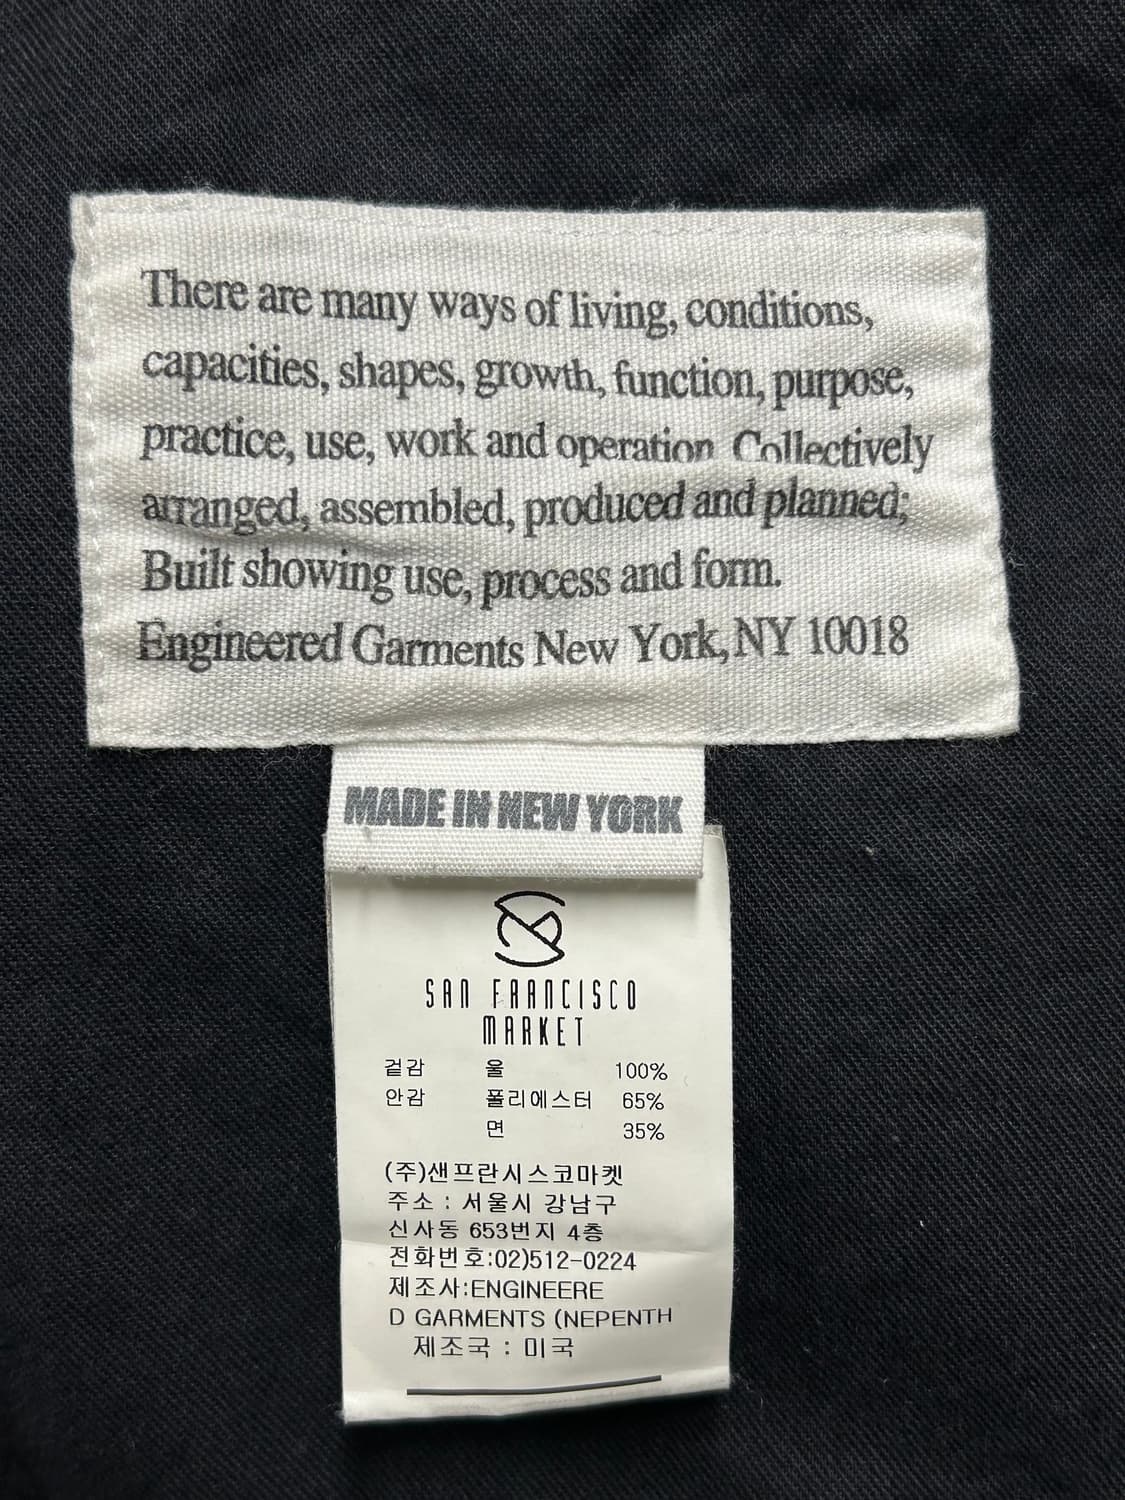 There are many ways of living, conditions,
capacities, shapes, growth, function, purpose,
practice, use, work and operation. Collectively
arranged, assembled, produced and planned;
Built showing use, process and form.
Engineered Garments New York, NY 10018
MADE IN NEW YORK
SAN FRANCISCO
MARKET
겉감 울 100%
안감 폴리에스터 65%
면 35%
(주)샌프란시스코마켓
주소 : 서울시 강남구
신사동 653번지 4층
전화번호:02)512-0224
제조사:ENGINEERE
D GARMENTS (NEPENTH
제조국 : 미국